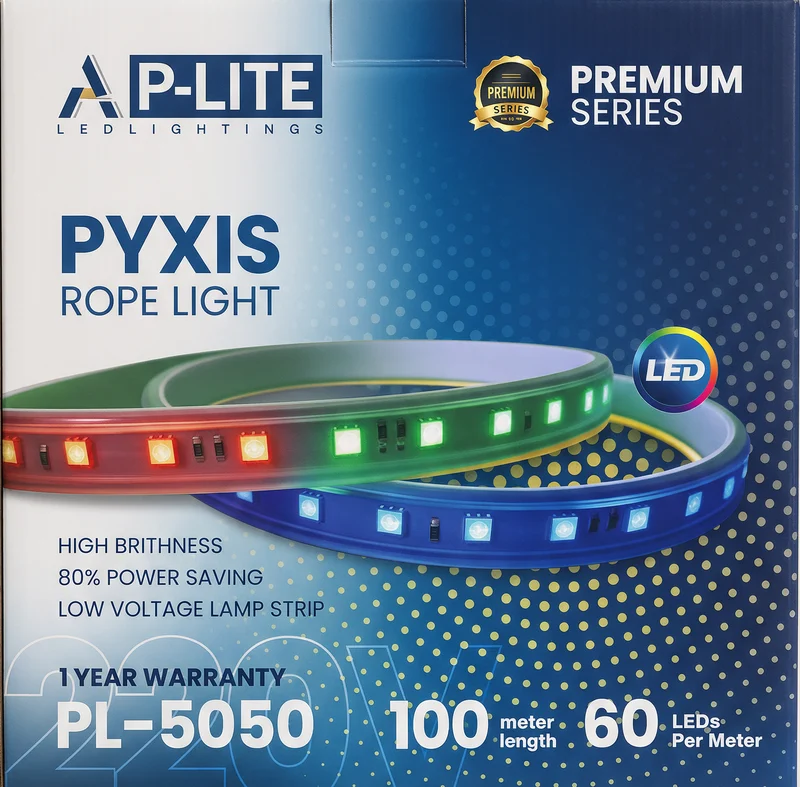 AP-LITE
LEDLIGHTINGS
PREMIUM
SERIES
PREMIUM
SERIES
PYXIS
ROPE LIGHT
LED
HIGH BRITHNESS
80% POWER SAVING
LOW VOLTAGE LAMP STRIP
220V
1 YEAR WARRANTY
PL-5050
100 meter length
60 LEDs Per Meter